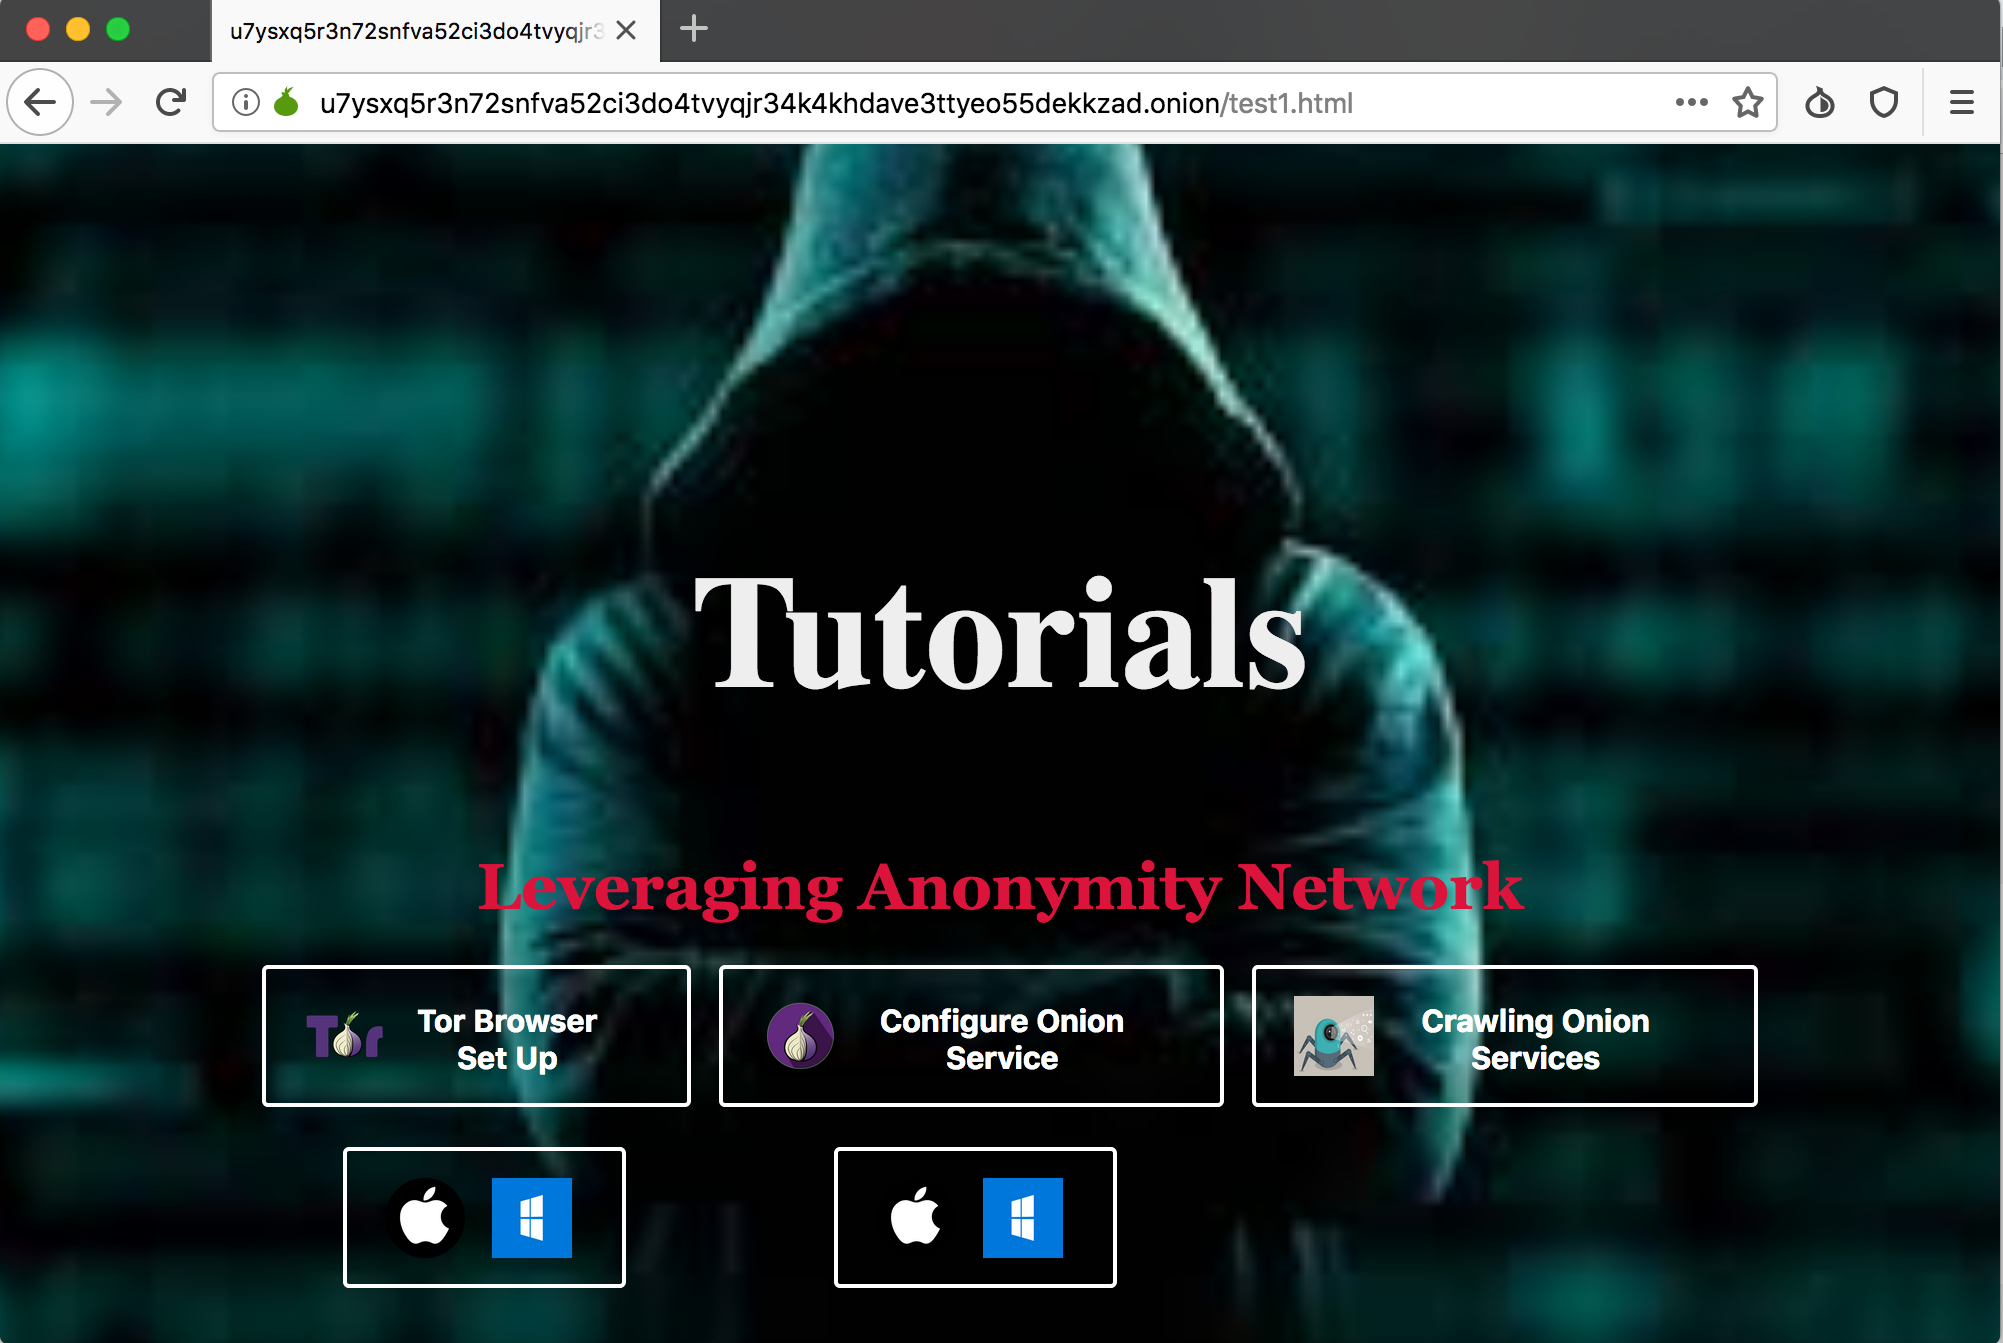 u7ysxq5r3n72snfva52ci3do4tvyqjr3
u7ysxq5r3n72snfva52ci3do4tvyqjr34k4khdave3ttyeo55dekkzad.onion/test1.html
Tutorials
Leveraging Anonymity Network
Tor
Tor Browser
Set Up
Configure Onion
Service
Crawling Onion
Services